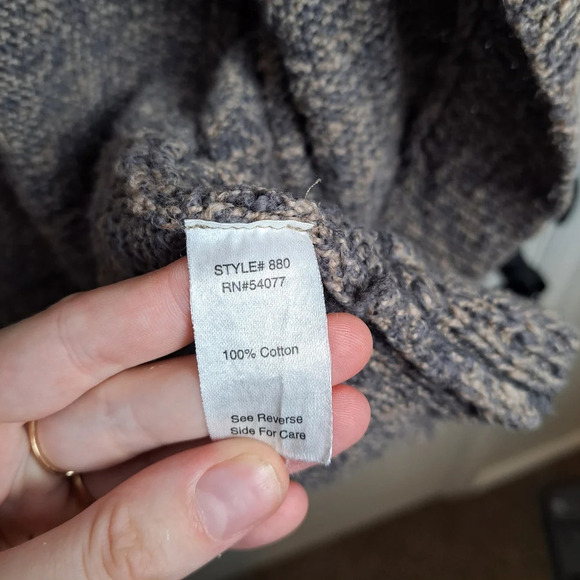 STYLE# 880
RN#54077
100% Cotton
See Reverse
Side For Care